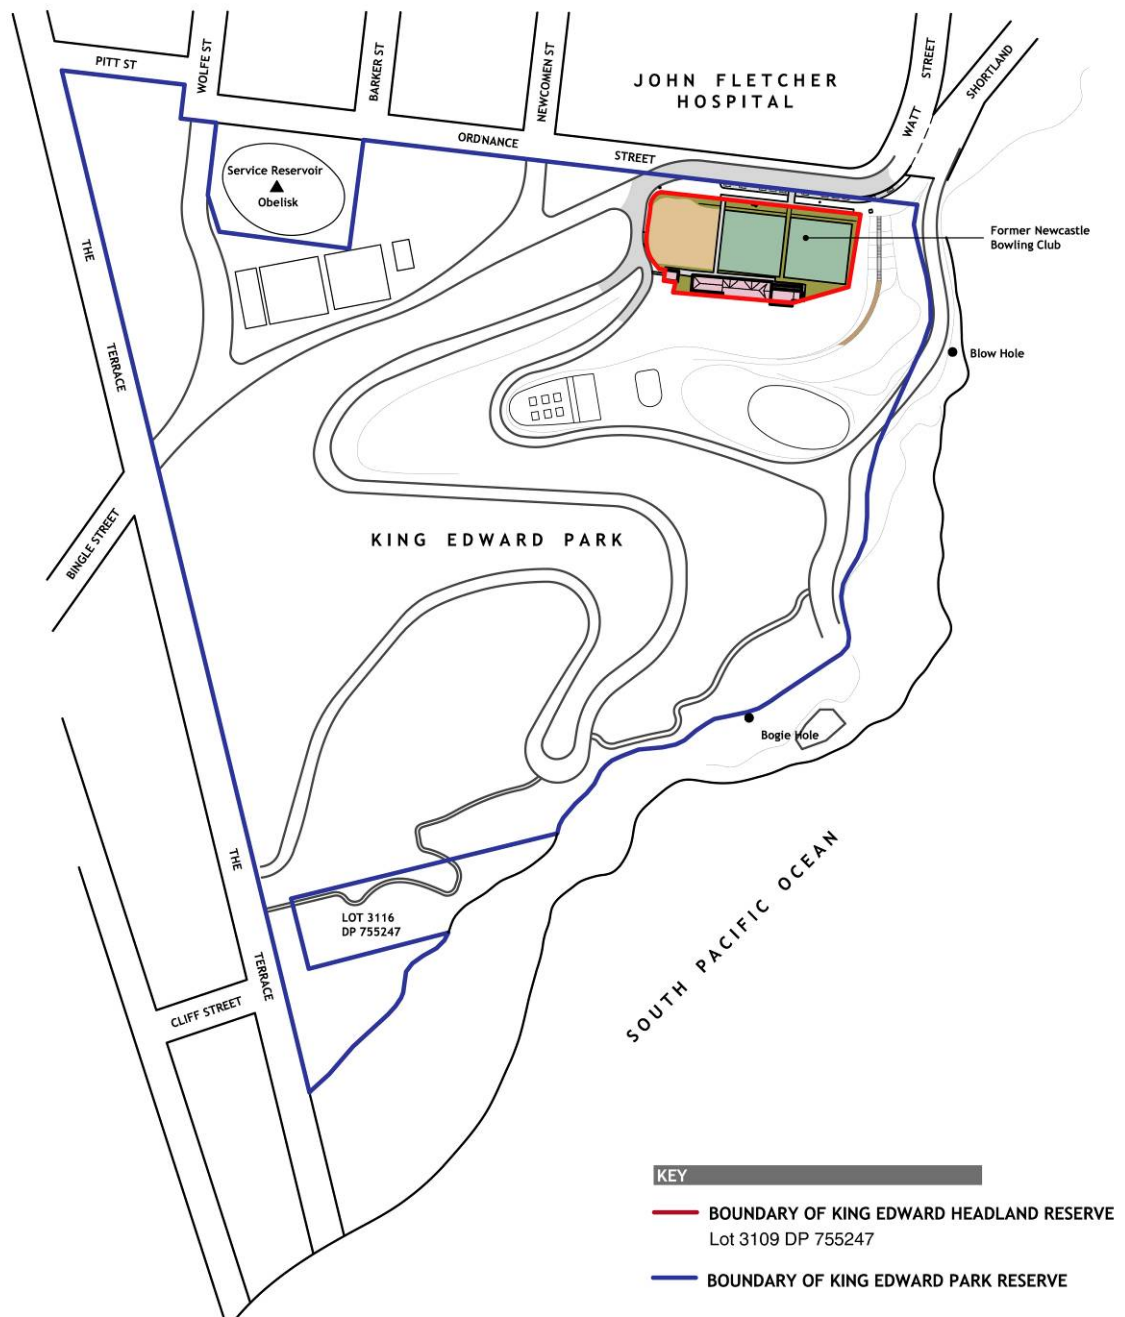 PITT ST
WOLFE ST
BARKER ST
NEWCOMEN ST
JOHN FLETCHER
HOSPITAL
STREET
WATT
SHORTLAND
ORD'NANCE
STREET
Service Reservoir
Obelisk
Former Newcastle
Bowling Club
THE
TERRACE
Blow Hole
BINGLE STREET
KING EDWARD PARK
Bogie Hole
THE
TERRACE
LOT 3116
DP 755247
CLIFF STREET
SOUTH PACIFIC OCEAN
KEY
BOUNDARY OF KING EDWARD HEADLAND RESERVE
Lot 3109 DP 755247
BOUNDARY OF KING EDWARD PARK RESERVE